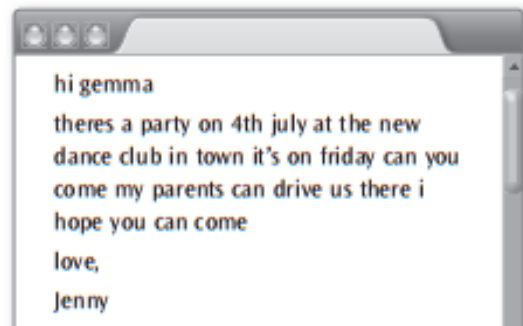 hi gemma
theres a party on 4th july at the new
dance club in town it's on friday can you
come my parents can drive us there i
hope you can come
love,
Jenny